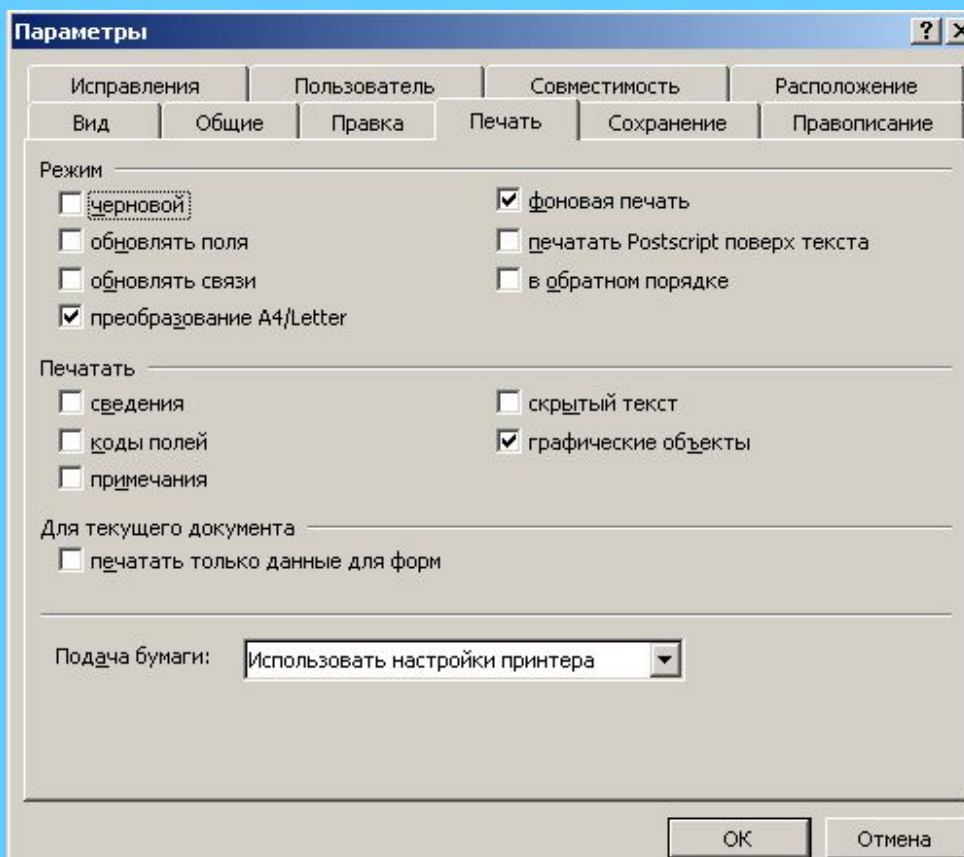 Параметры
Исправления Пользователь Совместимость Расположение
Вид Общие Правка Печать Сохранение Правописание
Режим
черновой фоновая печать
обновлять поля печатать Postscript поверх текста
обновлять связи в обратном порядке
преобразование A4/Letter
Печатать
сведения скрытый текст
коды полей графические объекты
примечания
Для текущего документа
печатать только данные для форм
Подача бумаги: Использовать настройки принтера
ОК Отмена